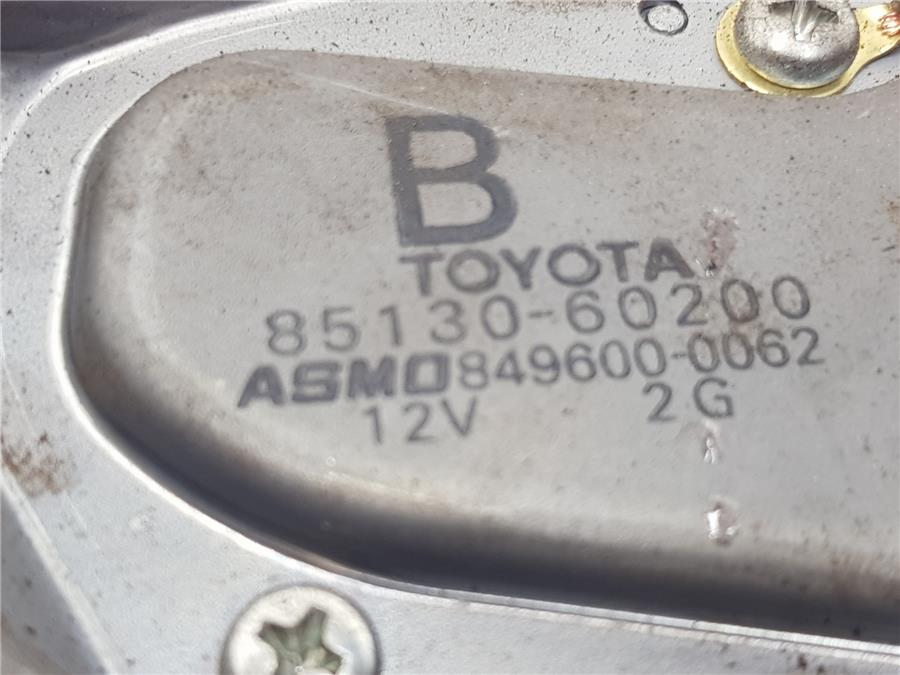 B
TOYOTA
85130-60200
ASMO 849600-0062
12V 2G